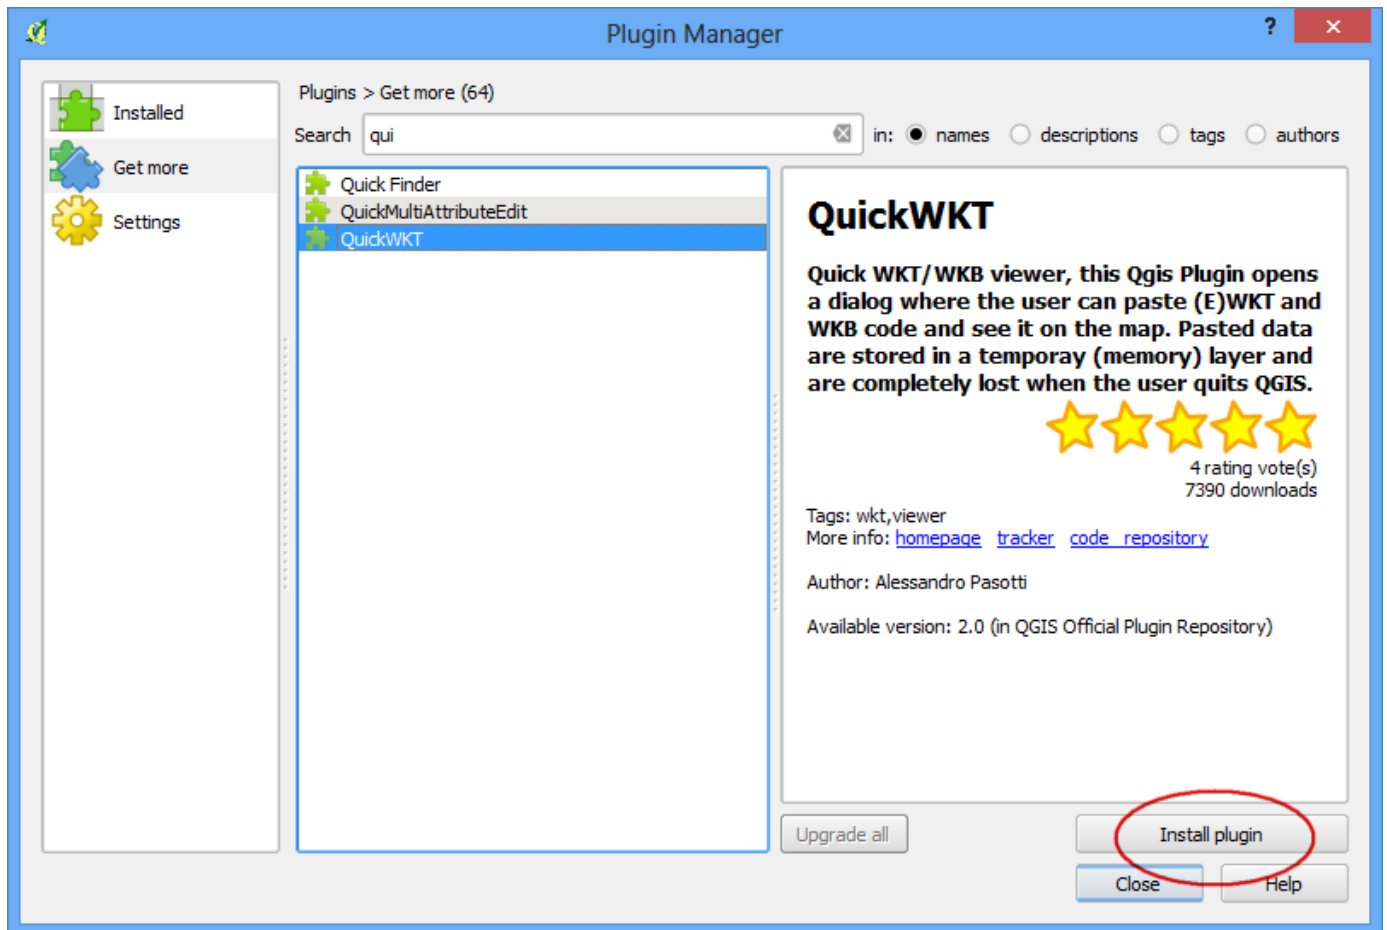 Plugin Manager
?
Installed
Get more
Settings
Plugins > Get more (64)
Search qui in: names descriptions tags authors
Quick Finder
QuickMultiAttributeEdit
QuickWKT
QuickWKT
Quick WKT/WKB viewer, this Qgis Plugin opens
a dialog where the user can paste (E)WKT and
WKB code and see it on the map. Pasted data
are stored in a temporay (memory) layer and
are completely lost when the user quits QGIS.
4 rating vote(s)
7390 downloads
Tags: wkt,viewer
More info: homepage tracker code repository
Author: Alessandro Pasotti
Available version: 2.0 (in QGIS Official Plugin Repository)
Upgrade all Install plugin
Close Help